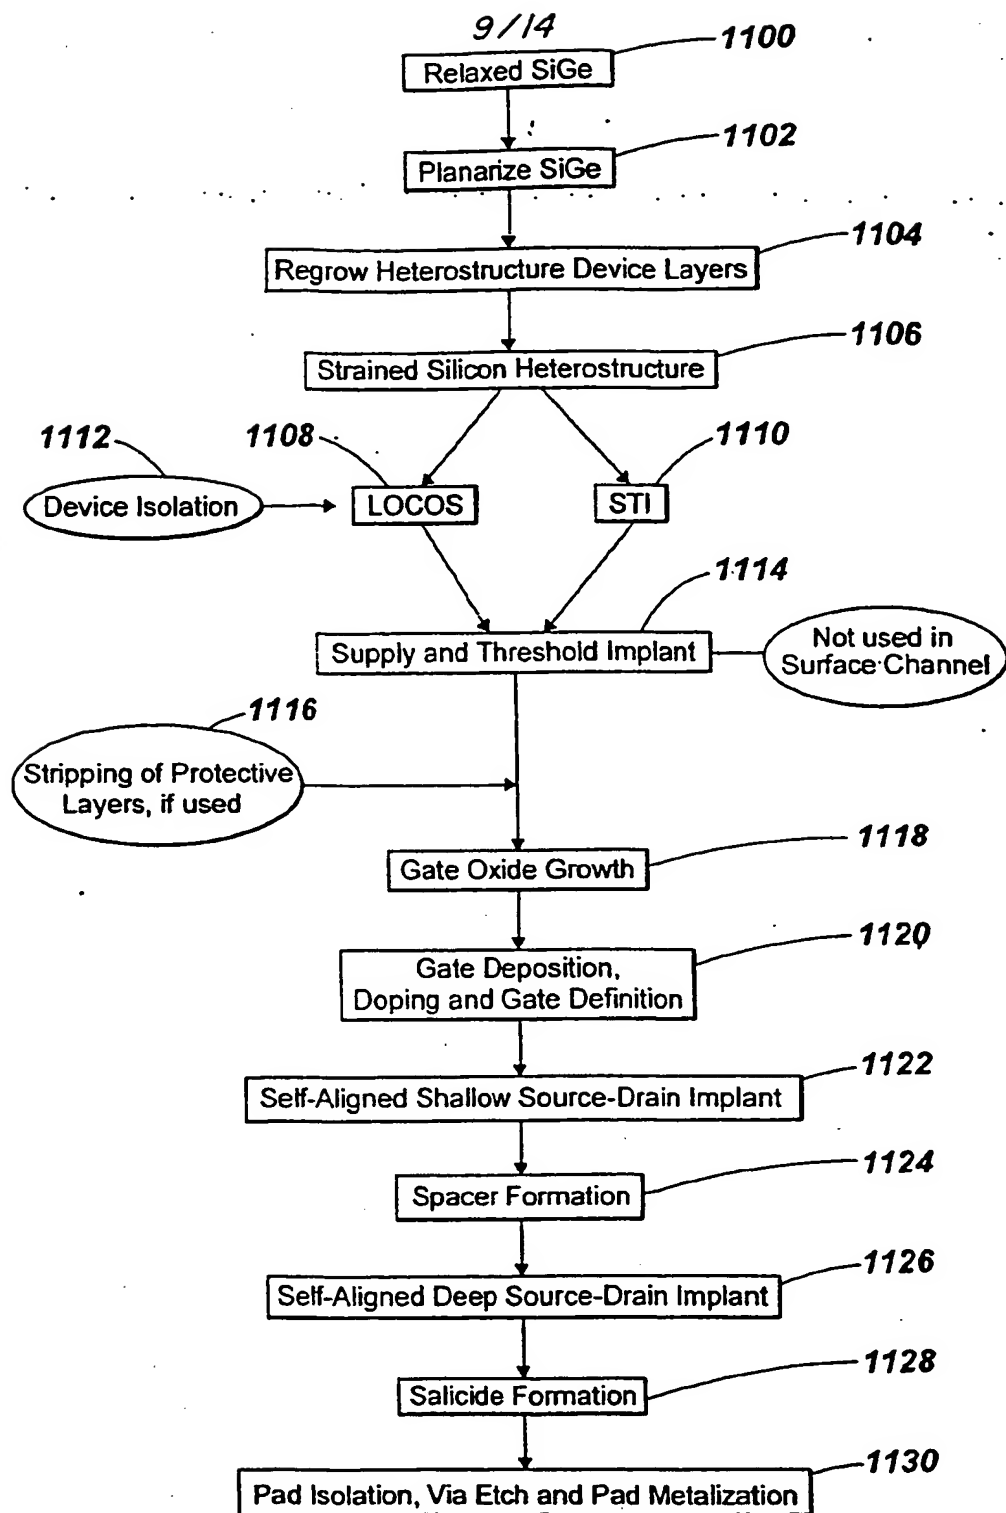 9/14
1100
Relaxed SiGe
1102
Planarize SiGe
1104
Regrow Heterostructure Device Layers
1106
Strained Silicon Heterostructure
1112
1108
1110
Device Isolation
LOCOS
STI
1114
Supply and Threshold Implant
Not used in
Surface Channel
1116
Stripping of Protective
Layers, if used
1118
Gate Oxide Growth
1120
Gate Deposition,
Doping and Gate Definition
1122
Self-Aligned Shallow Source-Drain Implant
1124
Spacer Formation
1126
Self-Aligned Deep Source-Drain Implant
1128
Salicide Formation
1130
Pad Isolation, Via Etch and Pad Metalization